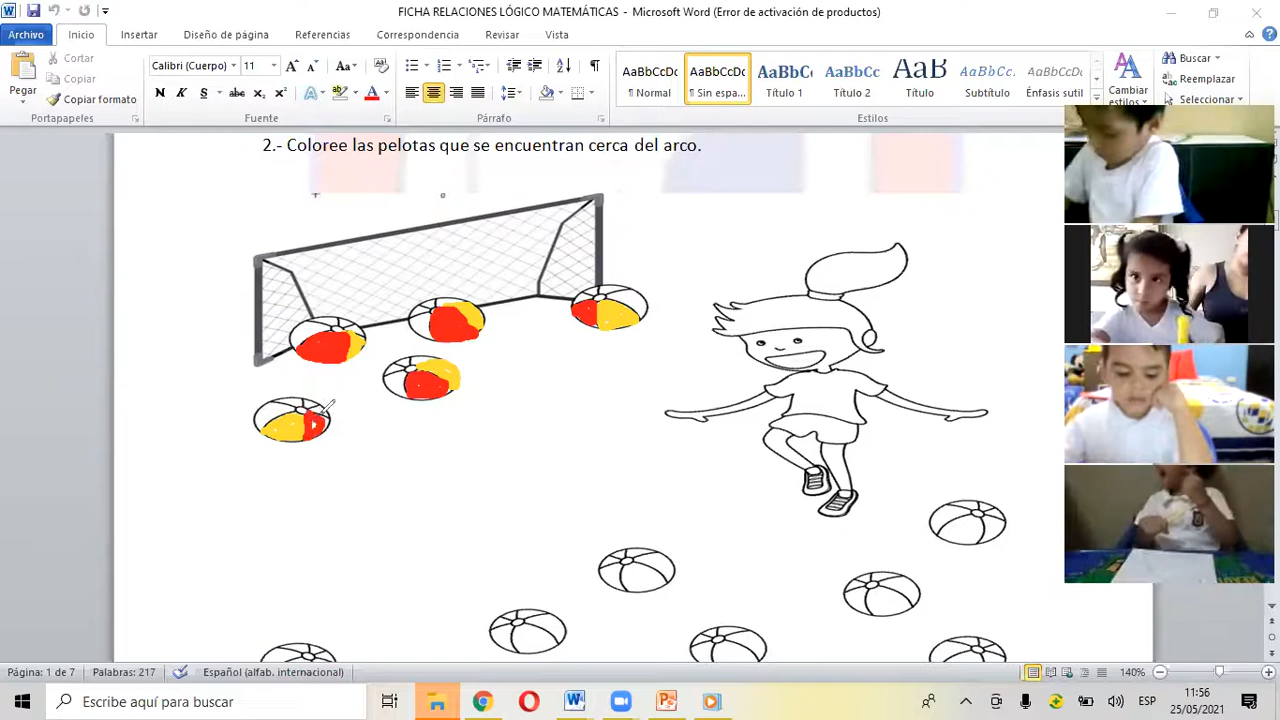 FICHA RELACIONES LÓGICO MATEMÁTICAS - Microsoft Word (Error de activación de productos)
Archivo Inicio Insertar Diseño de página Referencias Correspondencia Revisar Vista
Cortar
Copiar
Copiar formato
Pegar
Portapapeles
Calibri (Cuerpo) 11
N K S abc x₂ x²
Fuente
Párrafo
AaBbCcDc AaBbCcDc AaBbC AaBbCc AaB AaBbCc. AaBbCcDc
¶ Normal ¶ Sin espa... Título 1 Título 2 Título Subtítulo Énfasis sutil
Cambiar estilos
Estilos
Buscar
Reemplazar
Seleccionar
2.- Coloree las pelotas que se encuentran cerca del arco.
Página: 1 de 7 Palabras: 217 Español (alfab. internacional) 140%
Escribe aquí para buscar
ESP 11:56
25/05/2021